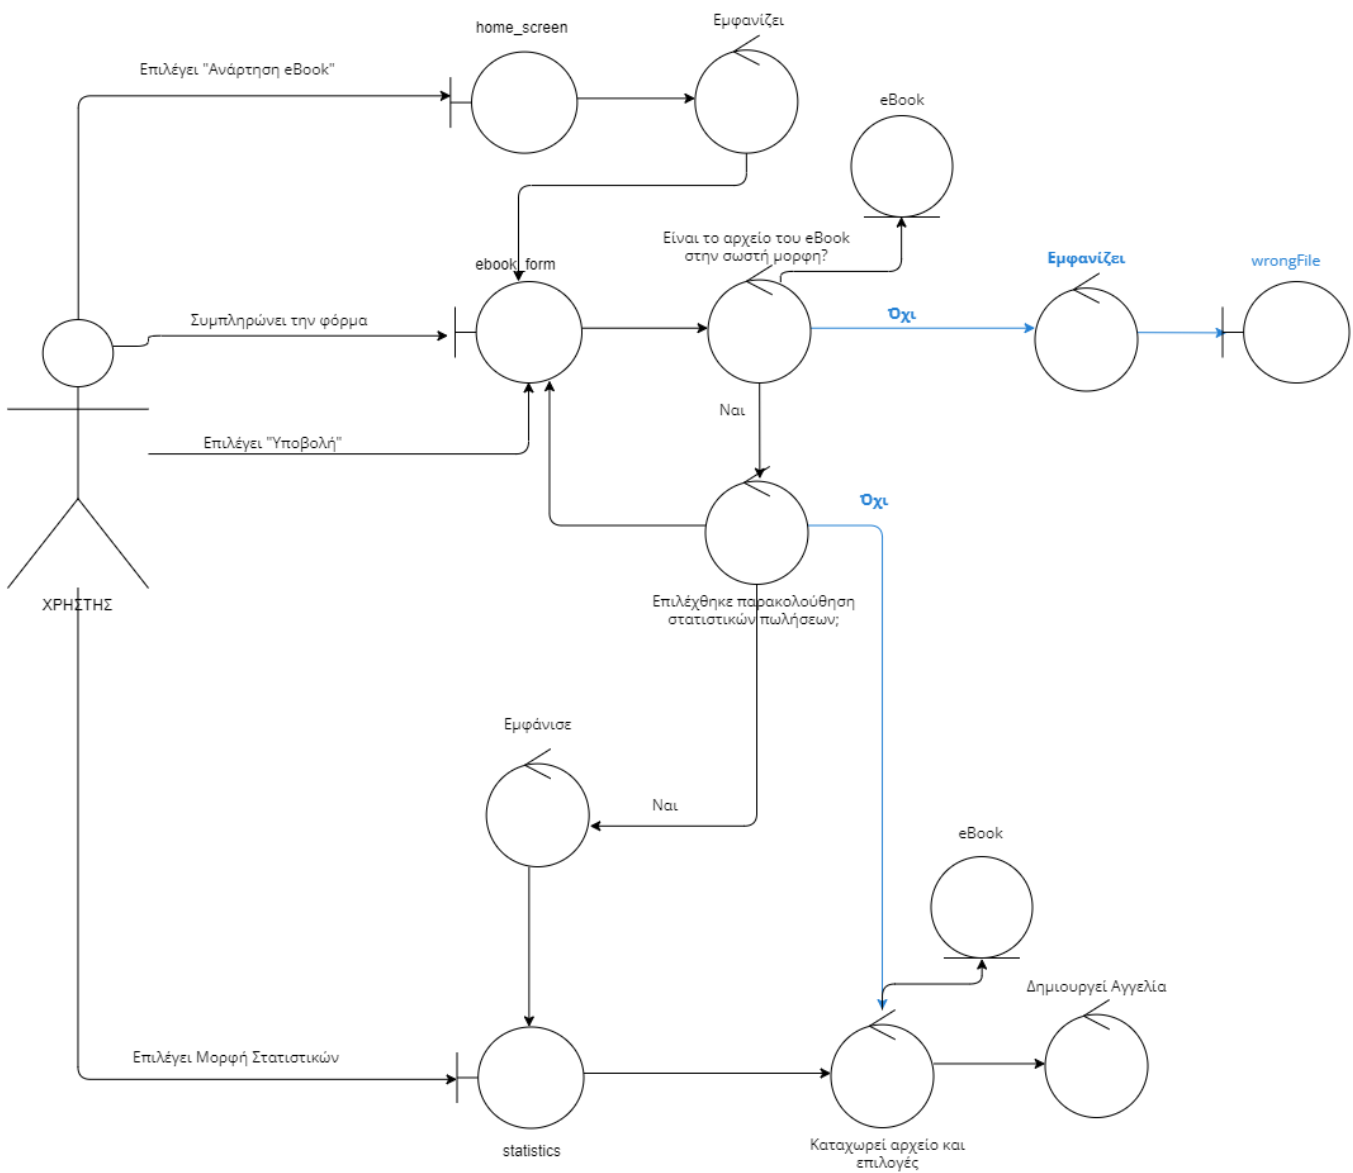 Εμφανίζει
home_screen
Επιλέγει "Ανάρτηση eBook"
eBook
Είναι το αρχείο του eBook
στην σωστή μορφη?
ebook_form
Εμφανίζει
wrongFile
Συμπληρώνει την φόρμα
Όχι
Ναι
Επιλέγει "Υποβολή"
Όχι
ΧΡΗΣΤΗΣ
Επιλέχθηκε παρακολούθηση
στατιστικών πωλήσεων;
Εμφάνισε
Ναι
eBook
Δημιουργεί Αγγελία
Επιλέγει Μορφή Στατιστικών
statistics
Καταχωρεί αρχείο και
επιλογές